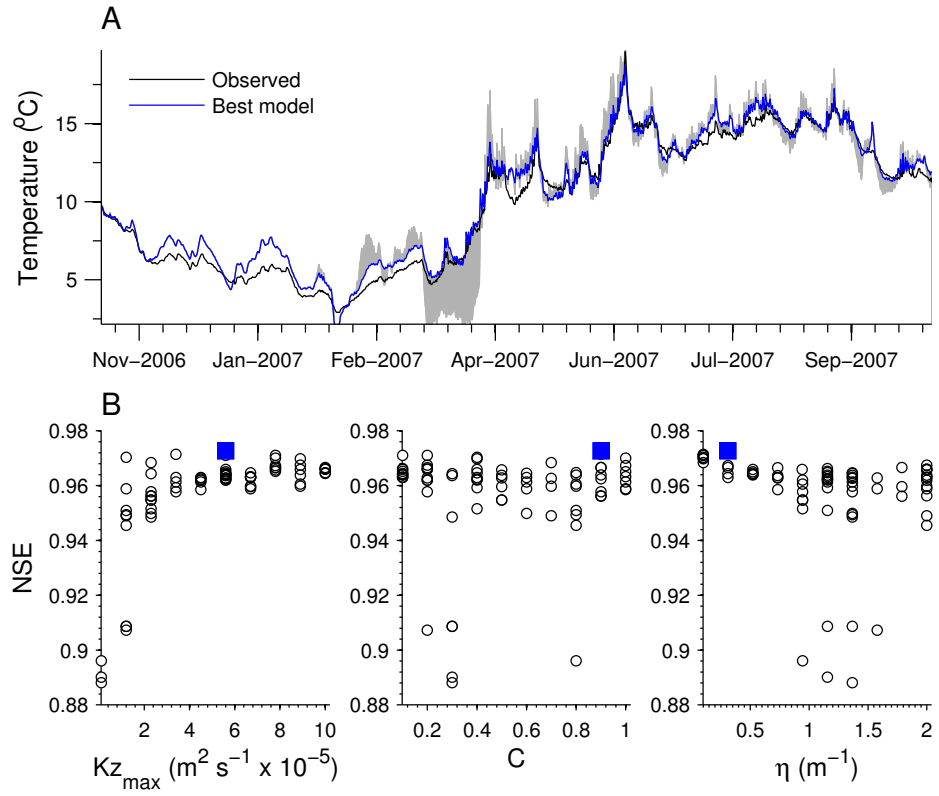 A
Temperature (⁰C)
Observed
Best model
15
10
5
Nov−2006 Jan−2007 Feb−2007 Apr−2007 Jun−2007 Jul−2007 Sep−2007
B
NSE
0.98 0.98 0.98
0.96 0.96 0.96
0.94 0.94 0.94
0.92 0.92 0.92
0.9 0.9 0.9
0.88 0.88 0.88
2 4 6 8 10 0.2 0.4 0.6 0.8 1 0.5 1 1.5 2
Kz_max (m² s⁻¹ x 10⁻⁵) C η (m⁻¹)